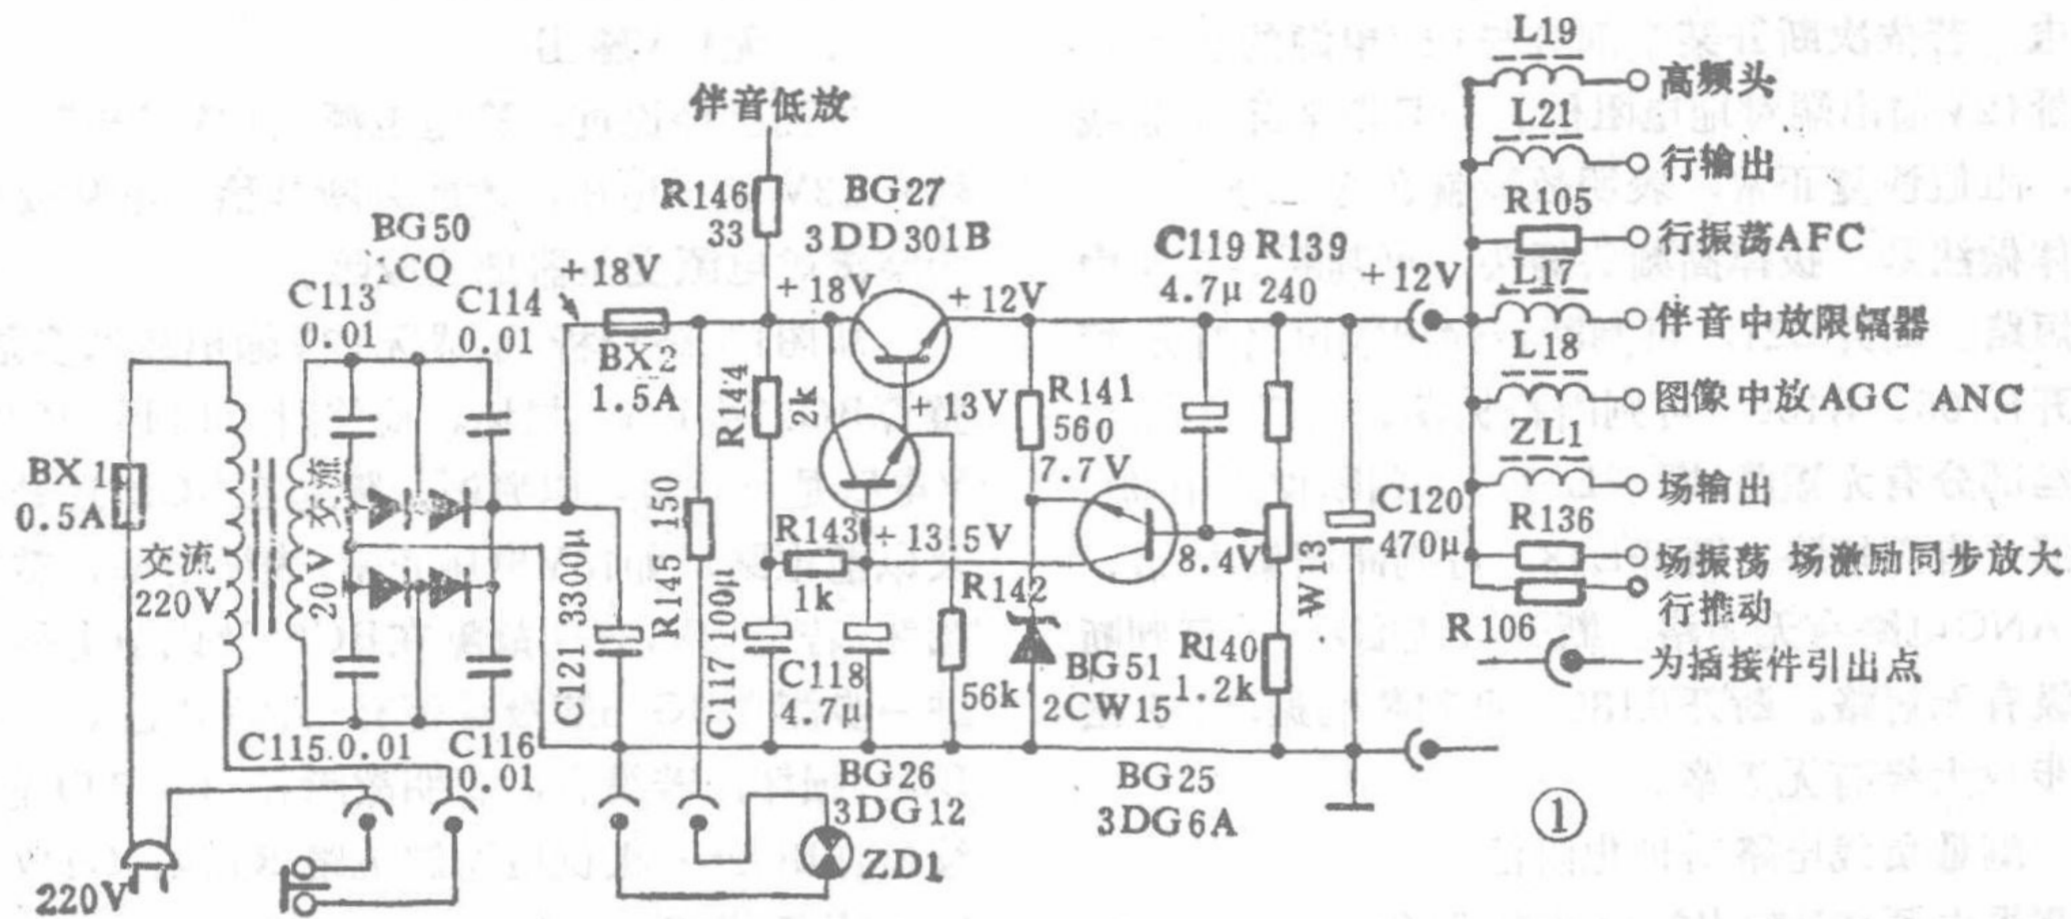 L19
高频头
L21
行输出
R105
行振荡AFC
L17
伴音中放限幅器
L18
图像中放AGC ANC
ZL1
场输出
R136
场振荡 场激励同步放大
行推动
R106
为插接件引出点
伴音低放
R146
33
BG27
3DD301B
BG50
1CQ
+18V
+18V
+12V
C119
4.7μ
R139
240
+12V
C113
0.01
C114
0.01
BX2
1.5A
R144
2k
+13V
R141
560
7.7V
BX1
0.5A
交流
220V
交流
20V
R145 150
R143
1k
+13.5V
R142
56k
8.4V
W13
C120
470μ
C121 3300μ
C117 100μ
C118
4.7μ
BG51
2CW15
R140
1.2k
C115 0.01
C116
0.01
BG26
3DG12
BG25
3DG6A
①
ZD1
220V